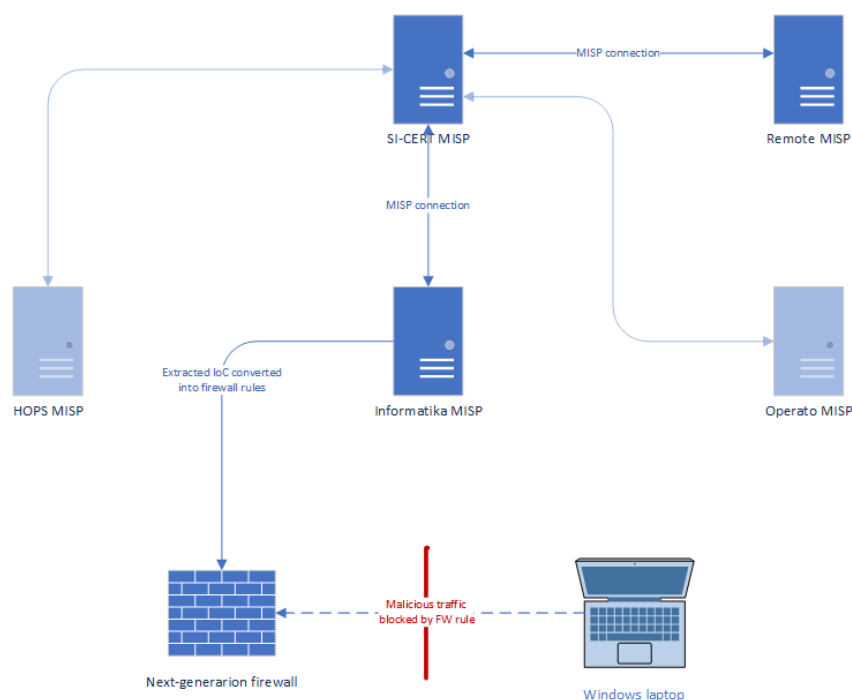 MISP connection
SI-CERT MISP
Remote MISP
MISP connection
Extracted IoC converted
into firewall rules
HOPS MISP
Informatika MISP
Operato MISP
Malicious traffic
blocked by FW rule
Next-generarion firewall
Windows laptop